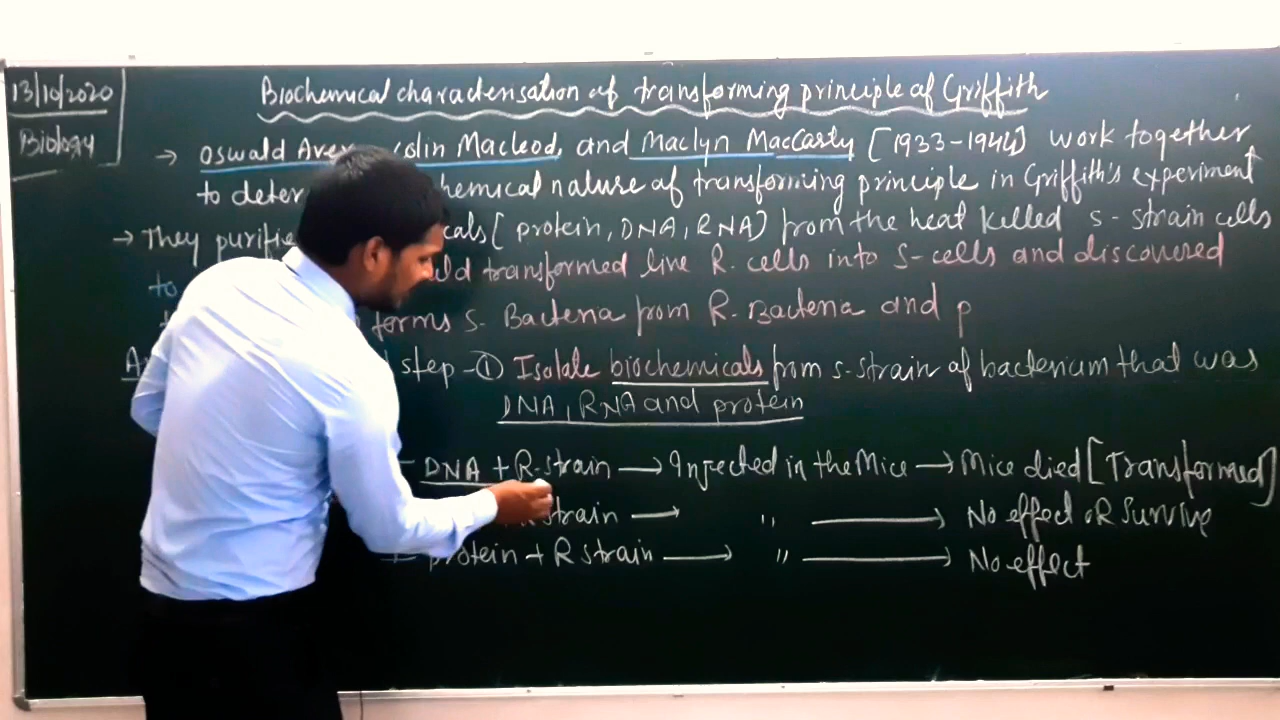 13/10/2020
Biology
Biochemical characterisation of transforming principle of Griffith
→ Oswald Aver colin Macleod, and Maclyn MacCarty [1933-1944] work together
to deter hemical nature of transforming principle in Griffith's experiment
→ They purifie cals [protein, DNA, RNA) from the heat killed s-strain cells
to ld transformed live R. cells into S-cells and discovered
forms S. Bacteria from R. Bacteria and p
step-① Isolate biochemicals from s-strain of bacterium that was
DNA, RNA and protein
DNA + R-strain → Injected in the Mice → Mice died [Transformed]
strain → " → No effect oR Survive
protein + R strain → " → No effect